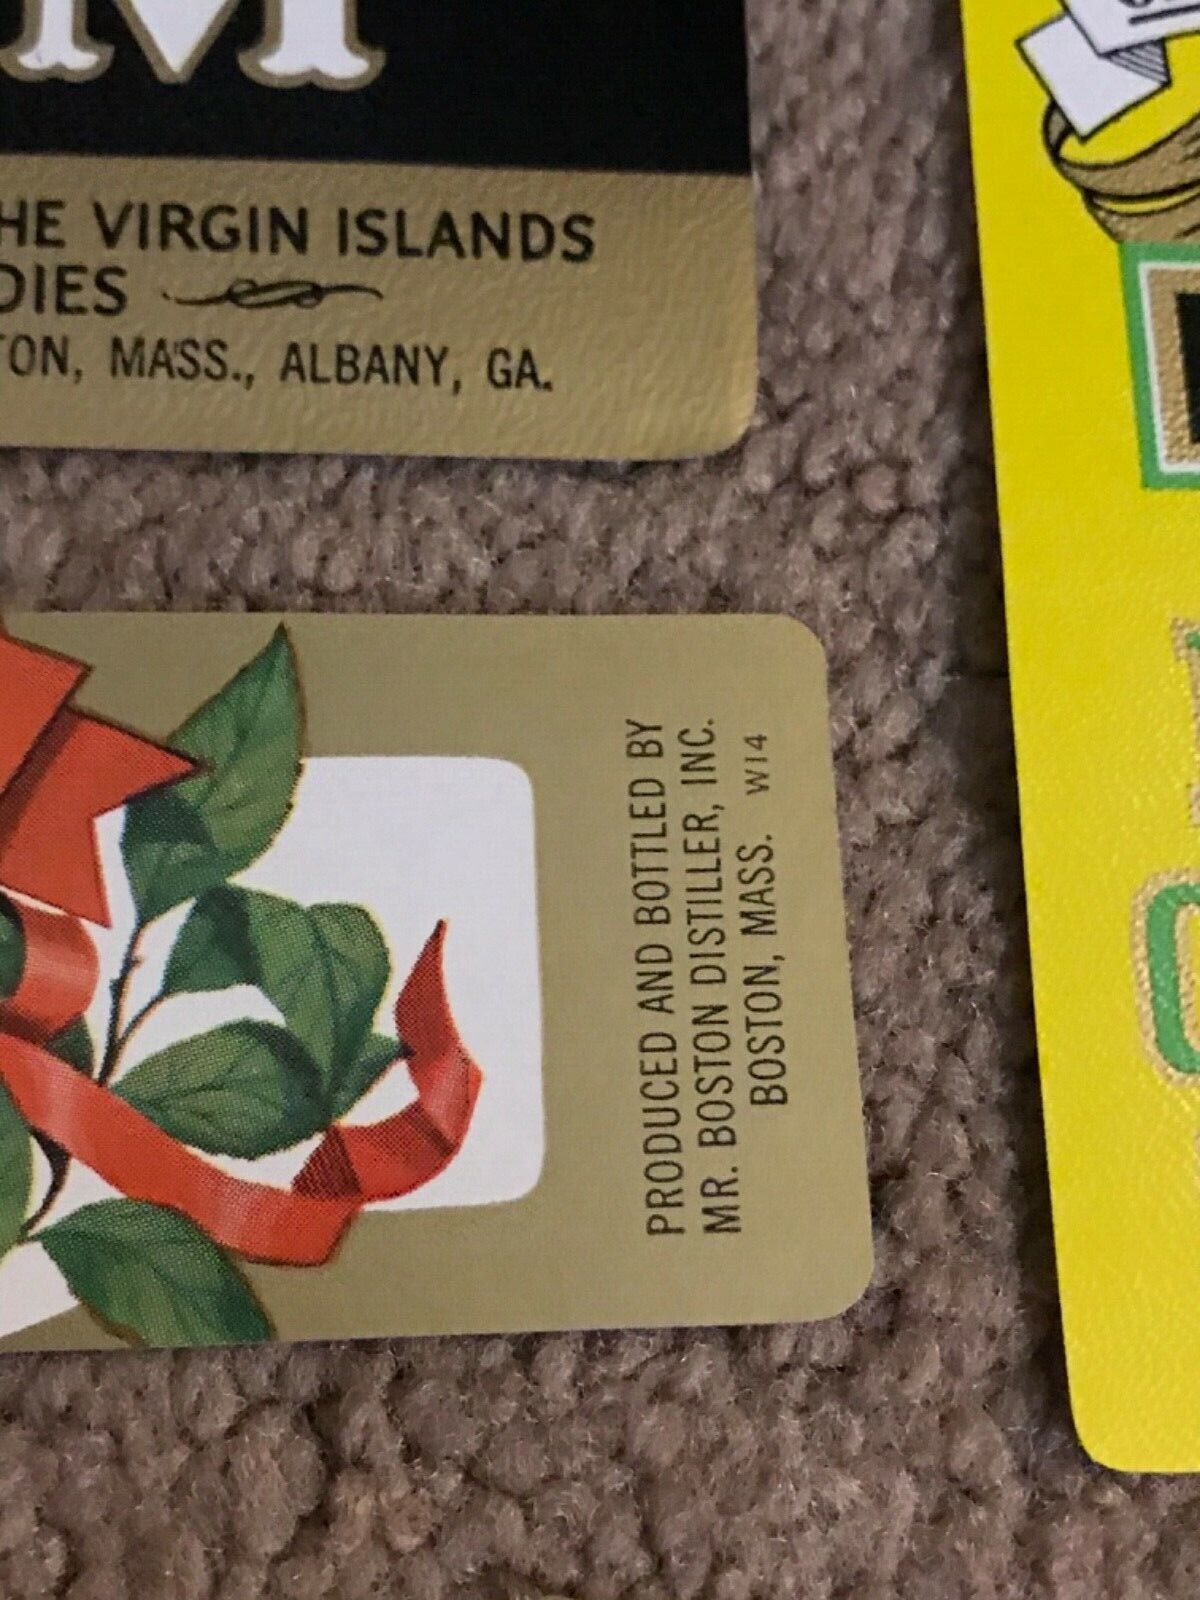 M
HE VIRGIN ISLANDS
DIES
TON, MASS., ALBANY, GA.
PRODUCED AND BOTTLED BY
MR. BOSTON DISTILLER, INC.
BOSTON, MASS. W14